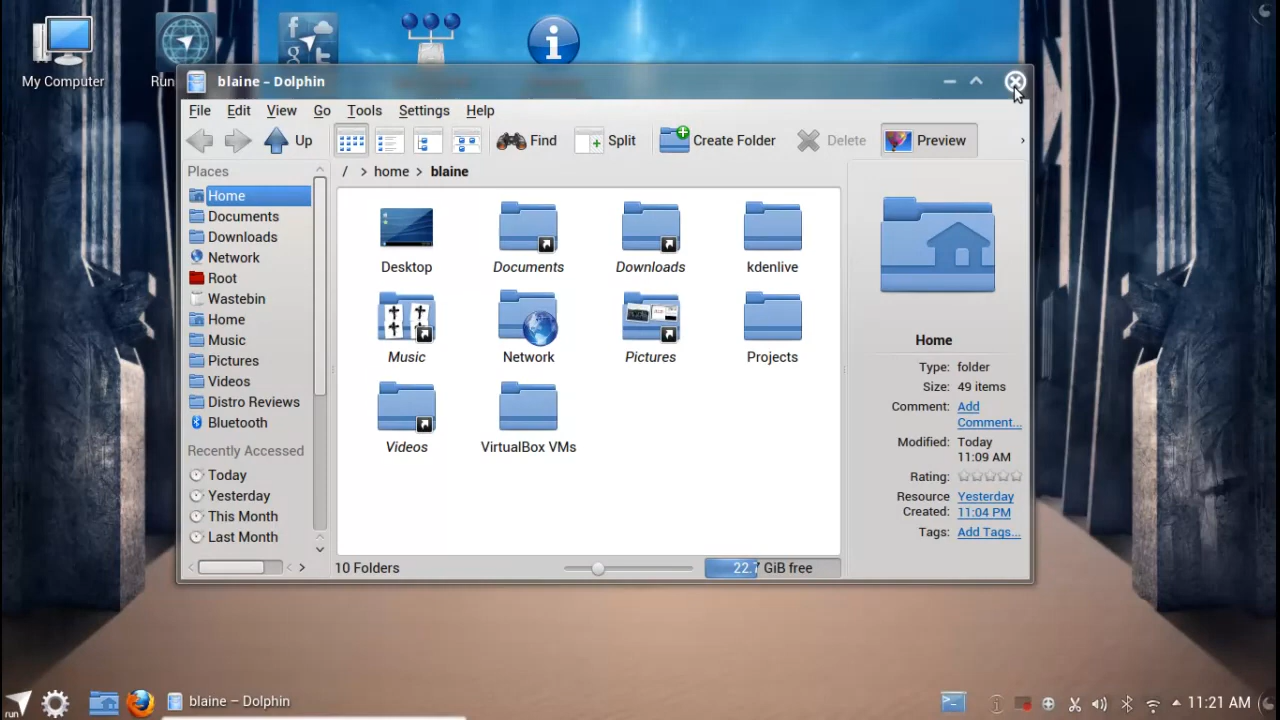 My Computer
Run
blaine – Dolphin
File Edit View Go Tools Settings Help
Up Find Split Create Folder Delete Preview
Places
/ > home > blaine
Home
Documents
Downloads
Network
Root
Wastebin
Home
Music
Pictures
Videos
Distro Reviews
Bluetooth
Recently Accessed
Today
Yesterday
This Month
Last Month
Desktop Documents Downloads kdenlive
Music Network Pictures Projects
Videos VirtualBox VMs
Home
Type: folder
Size: 49 items
Comment: Add
Comment...
Modified: Today
11:09 AM
Rating:
Resource Yesterday
Created: 11:04 PM
Tags: Add Tags...
10 Folders
GiB free
run
blaine – Dolphin
11:21 AM